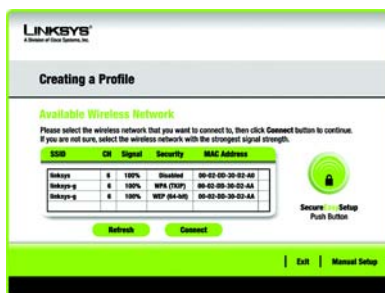 LINKSYS®
A Division of Cisco Systems, Inc.
Creating a Profile
Available Wireless Network
Please select the wireless network that you want to connect to, then click Connect button to continue.
If you are not sure, select the wireless network with the strongest signal strength.
SSID CH Signal Security MAC Address
linksys 6 100% Disabled 00-02-DD-30-D2-A0
linksys-g 6 100% WPA (TKIP) 00-02-DD-30-D2-AA
linksys-g 6 100% WEP (64-bit) 00-02-DD-30-D2-AA
SecureEasySetup
Push Button
Refresh Connect
Exit Manual Setup